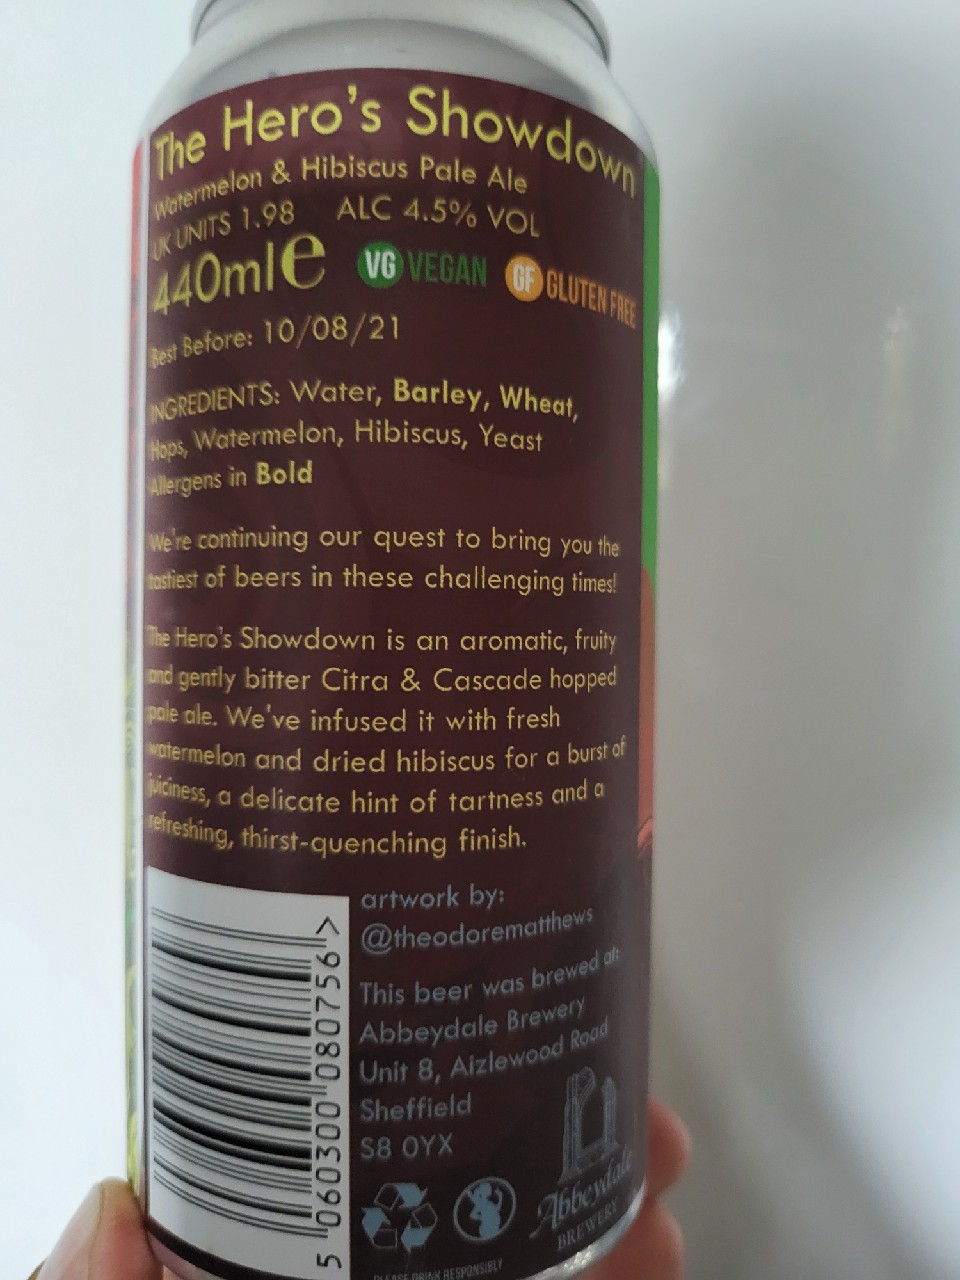 The Hero's Showdown
Watermelon & Hibiscus Pale Ale
UK UNITS 1.98 ALC 4.5% VOL
440ml e
VG VEGAN GF GLUTEN FREE
Best Before: 10/08/21
INGREDIENTS: Water, Barley, Wheat,
Hops, Watermelon, Hibiscus, Yeast
Allergens in Bold
We're continuing our quest to bring you the
tastiest of beers in these challenging times!
The Hero's Showdown is an aromatic, fruity
and gently bitter Citra & Cascade hopped
pale ale. We've infused it with fresh
watermelon and dried hibiscus for a burst of
juiciness, a delicate hint of tartness and a
refreshing, thirst-quenching finish.
artwork by:
@theodorematthews
This beer was brewed at:
Abbeydale Brewery
Unit 8, Aizlewood Road
Sheffield
S8 0YX
5 060300 080756 >
Abbeydale
BREWERY
PLEASE DRINK RESPONSIBLY